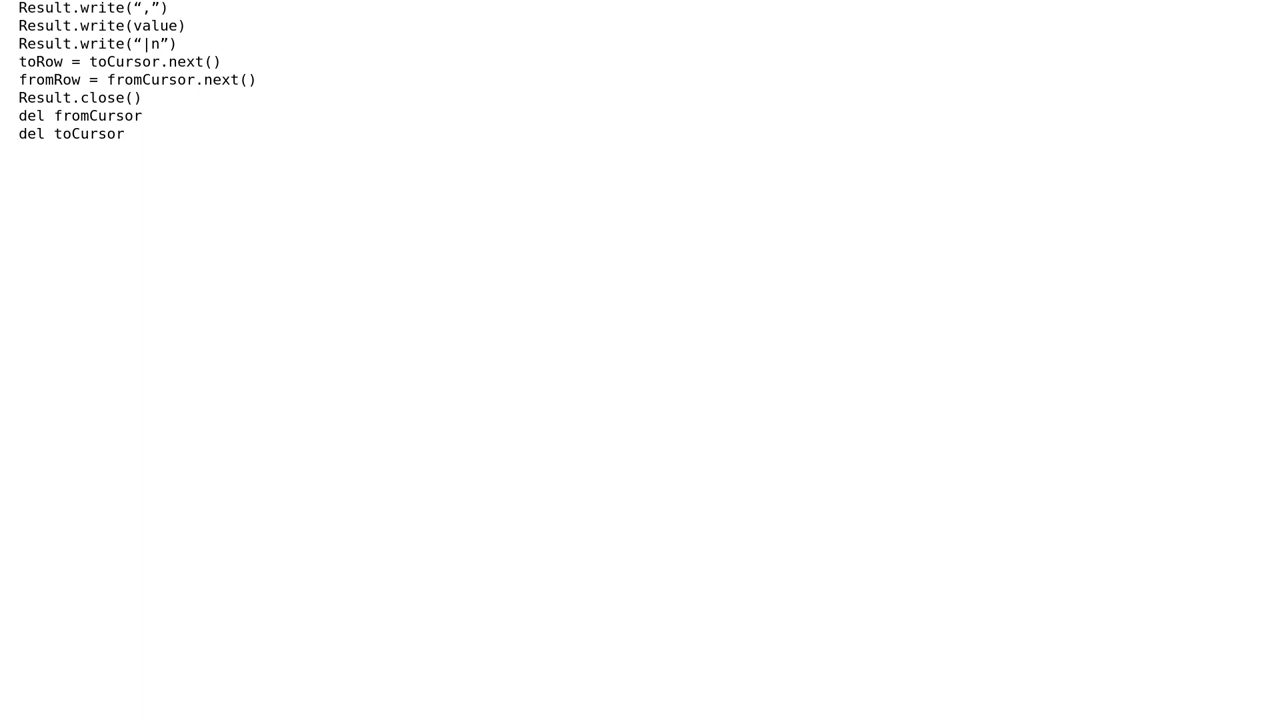 Result.write(“,”)
Result.write(value)
Result.write(“|n”)
toRow = toCursor.next()
fromRow = fromCursor.next()
Result.close()
del fromCursor
del toCursor